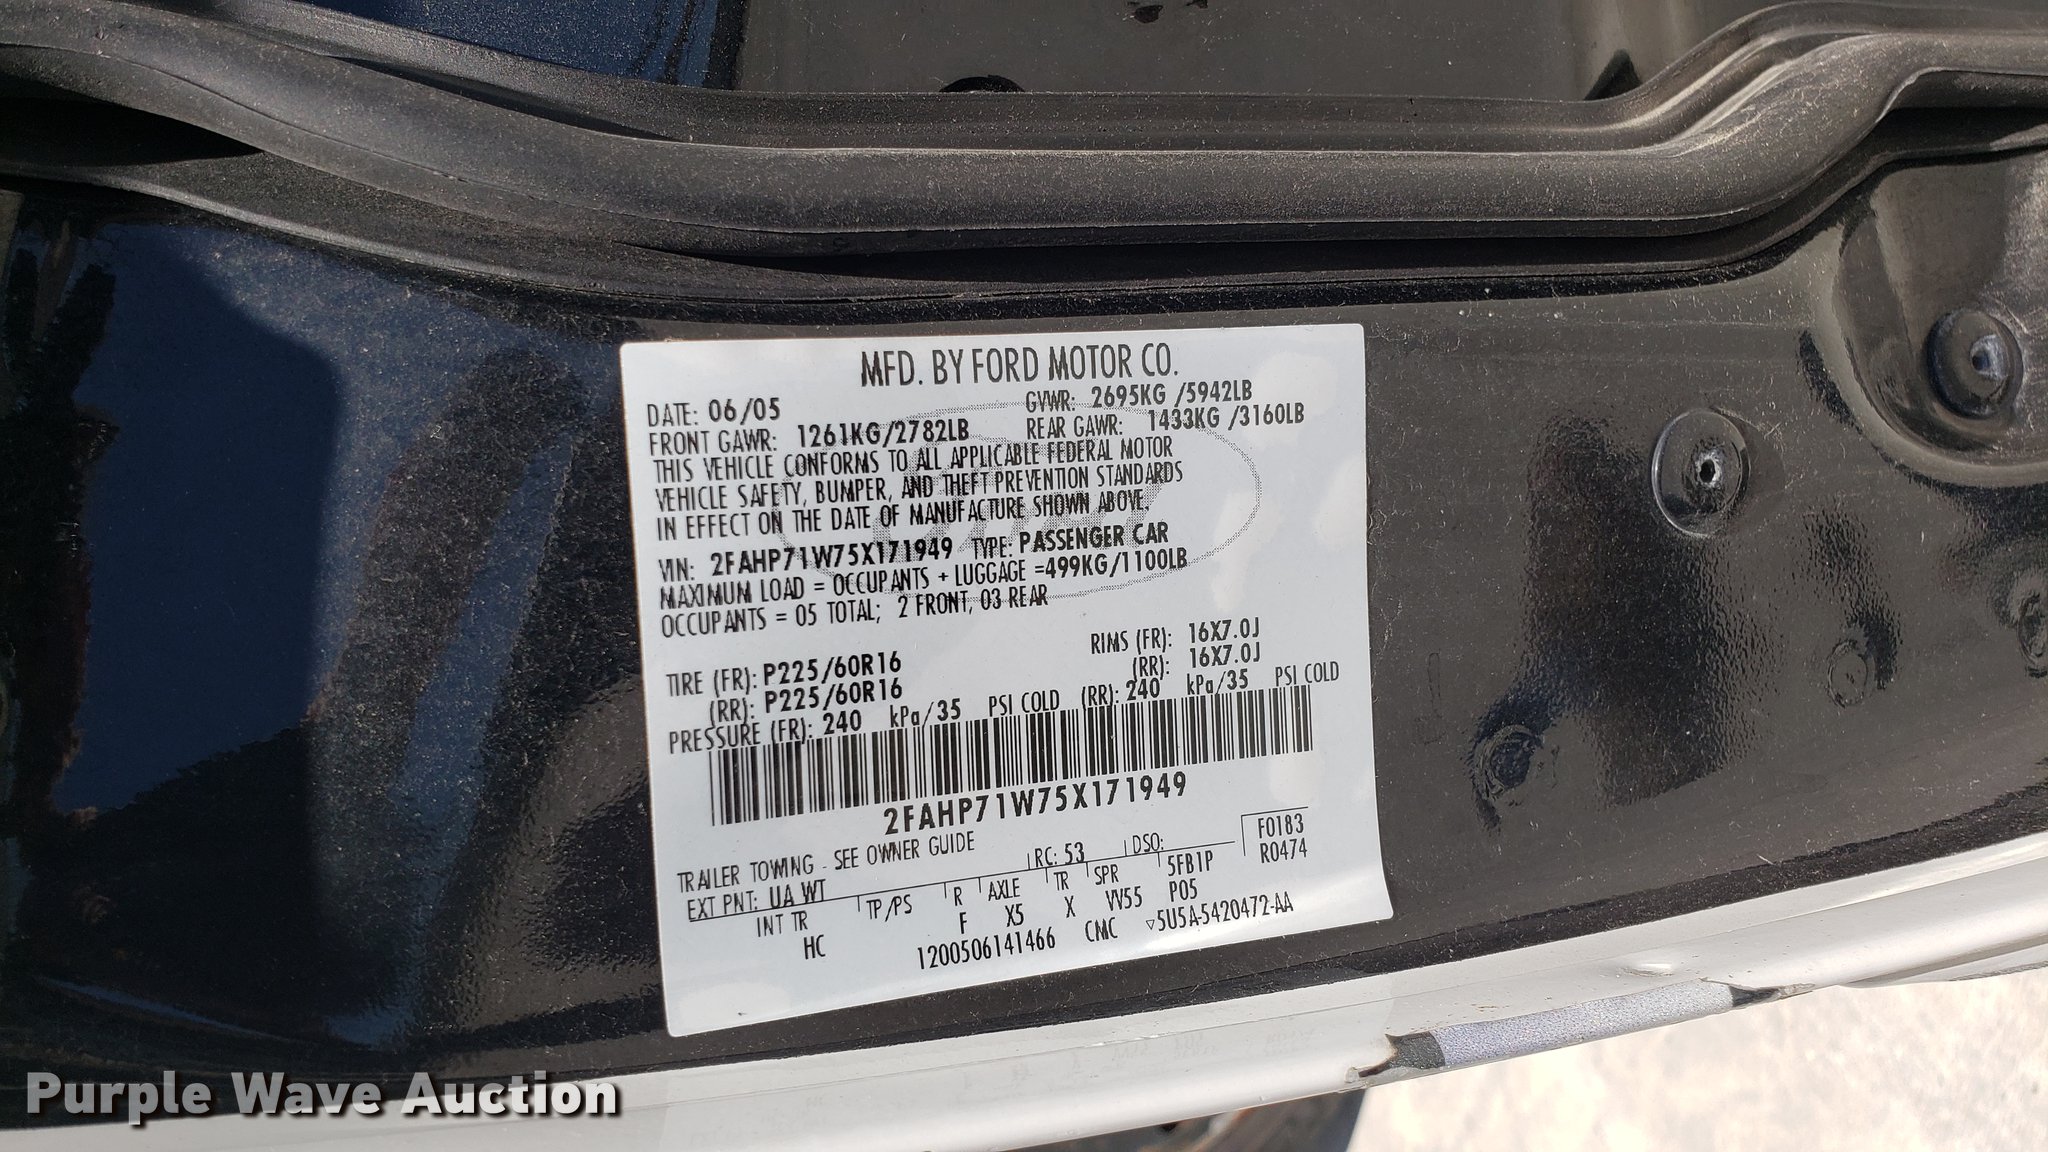 MFD. BY FORD MOTOR CO.
DATE: 06/05 GVWR: 2695KG /5942LB
FRONT GAWR: 1261KG/2782LB REAR GAWR: 1433KG /3160LB
THIS VEHICLE CONFORMS TO ALL APPLICABLE FEDERAL MOTOR
VEHICLE SAFETY, BUMPER, AND THEFT PREVENTION STANDARDS
IN EFFECT ON THE DATE OF MANUFACTURE SHOWN ABOVE.
VIN: 2FAHP71W75X171949 TYPE: PASSENGER CAR
MAXIMUM LOAD = OCCUPANTS + LUGGAGE =499KG/1100LB
OCCUPANTS = 05 TOTAL; 2 FRONT, 03 REAR
TIRE (FR): P225/60R16 RIMS (FR): 16X7.0J
(RR): P225/60R16 (RR): 16X7.0J
PRESSURE (FR): 240 kPa/35 PSI COLD (RR): 240 kPa/35 PSI COLD
2FAHP71W75X171949
TRAILER TOWING - SEE OWNER GUIDE RC: 53 DSO: F0183
EXT PNT: UA WT R0474
INT TR TP/PS R AXLE TR SPR 5FB1P
HC F X5 X VV55 P05
1200506141466 CMC ▽5U5A-5420472-AA
Purple Wave Auction